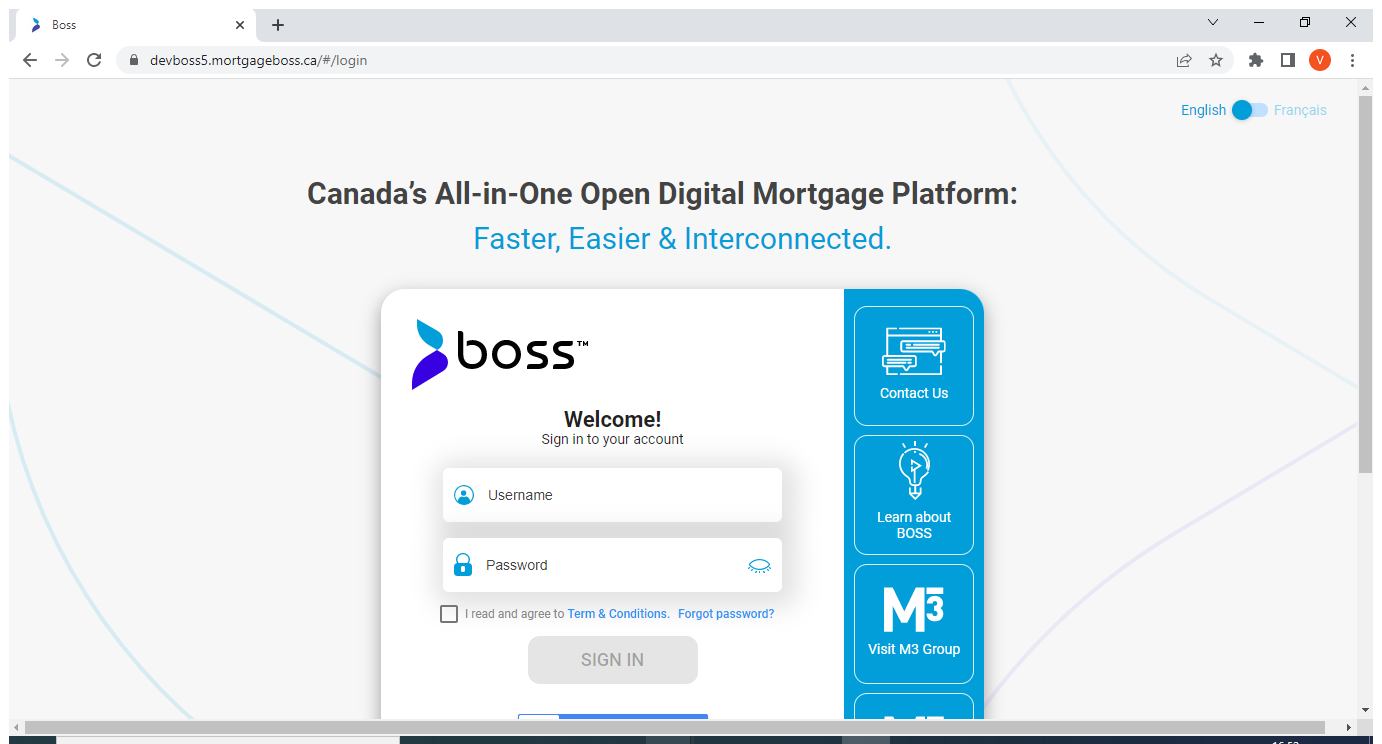 Boss
devboss5.mortgageboss.ca/#/login
V
English Français
Canada’s All-in-One Open Digital Mortgage Platform:
Faster, Easier & Interconnected.
boss™
Welcome!
Sign in to your account
Username
Password
I read and agree to Term & Conditions. Forgot password?
SIGN IN
Contact Us
Learn about
BOSS
M3
Visit M3 Group